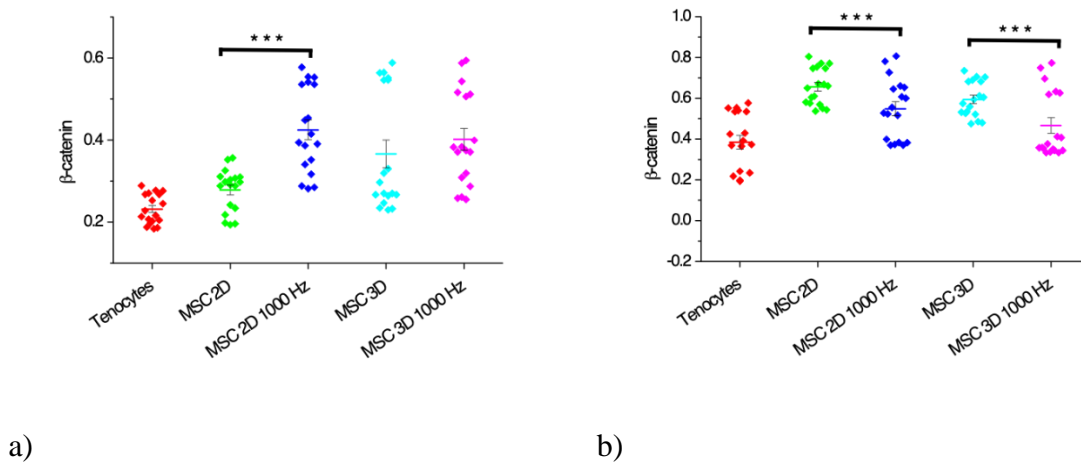 * * *
0.6
0.4
0.2
β-catenin
Tenocytes
MSC 2D
MSC 2D 1000 Hz
MSC 3D
MSC 3D 1000 Hz
a)
* * *
* * *
1.0
0.8
0.6
0.4
0.2
0.0
-0.2
β-catenin
Tenocytes
MSC 2D
MSC 2D 1000 Hz
MSC 3D
MSC 3D 1000 Hz
b)